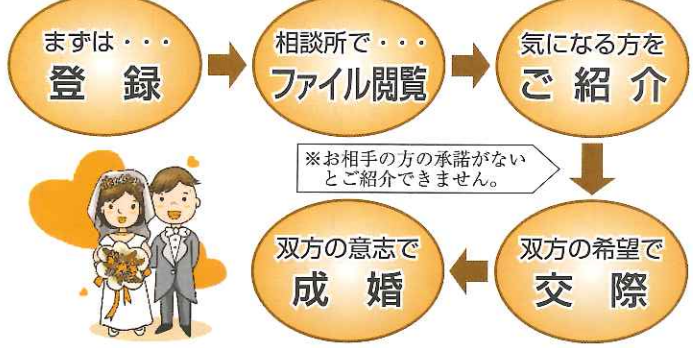 まずは・・・
登 録
相談所で・・・
ファイル閲覧
気になる方を
ご 紹 介
※お相手の方の承諾がない
とご紹介できません。
双方の希望で
交 際
双方の意志で
成 婚